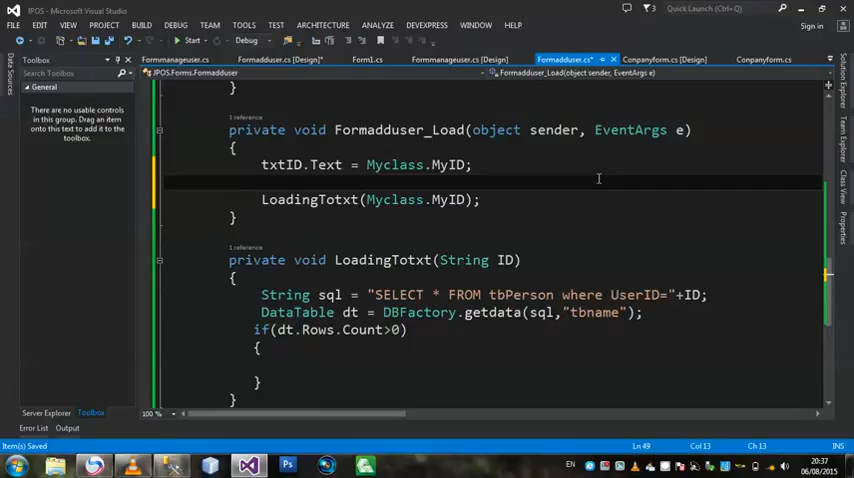 JPOS - Microsoft Visual Studio
3
Quick Launch (Ctrl+Q)
FILE EDIT VIEW PROJECT BUILD DEBUG TEAM TOOLS TEST ARCHITECTURE ANALYZE DEVEXPRESS WINDOW HELP
Sign in
Start Debug
Toolbox
Formmanageuser.cs Formadduser.cs [Design]* Form1.cs Formmanageuser.cs [Design] Formadduser.cs* Conpanyform.cs [Design] Conpanyform.cs
Search Toolbox
JPOS.Forms.Formadduser
Formadduser_Load(object sender, EventArgs e)
General
There are no usable controls
in this group. Drag an item
onto this text to add it to the
toolbox.
Data Sources
Solution Explorer
Team Explorer
Class View
Properties
}
1 reference
private void Formadduser_Load(object sender, EventArgs e)
{
txtID.Text = Myclass.MyID;
LoadingTotxt(Myclass.MyID);
}
1 reference
private void LoadingTotxt(String ID)
{
String sql = "SELECT * FROM tbPerson where UserID="+ID;
DataTable dt = DBFactory.getdata(sql,"tbname");
if(dt.Rows.Count>0)
{
}
}
Server Explorer Toolbox
100 %
Error List Output
Item(s) Saved
Ln 49 Col 13 Ch 13 INS
EN
20:37
06/08/2015